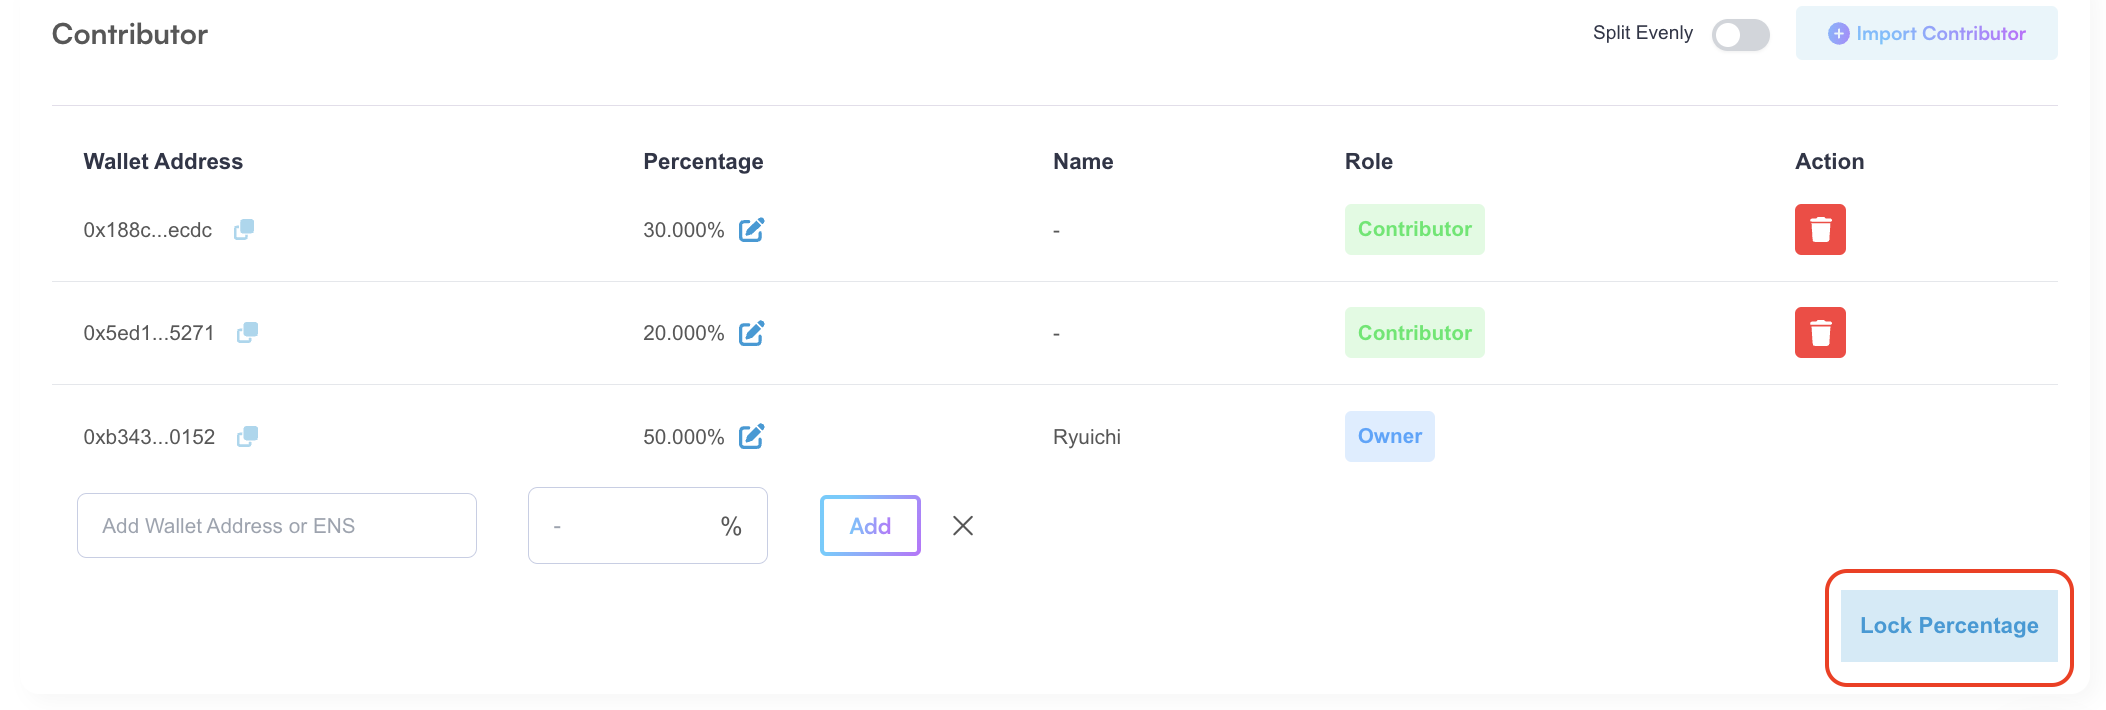 Contributor
Split Evenly
Import Contributor
Wallet Address Percentage Name Role Action
0x188c...ecdc 30.000% - Contributor
0x5ed1...5271 20.000% - Contributor
0xb343...0152 50.000% Ryuichi Owner
Add Wallet Address or ENS - % Add
Lock Percentage